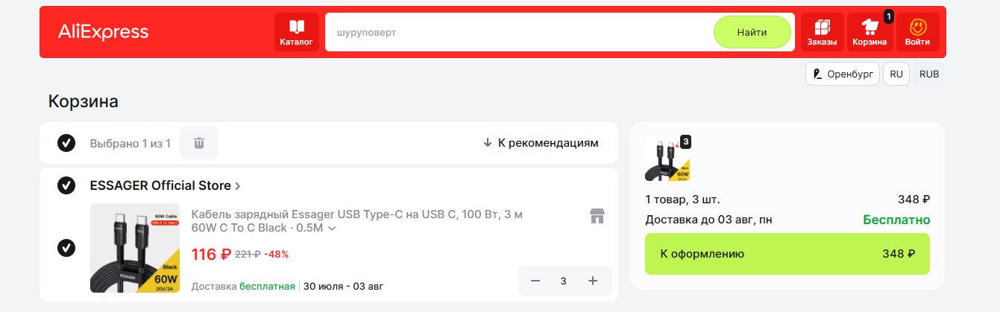 AliExpress
Каталог
шуруповерт
Найти
Заказы
1
Корзина
Войти
Оренбург
RU
RUB
Корзина
Выбрано 1 из 1
К рекомендациям
ESSAGER Official Store
60W Cable
USB-C To Type C
Black
60W
20V/3A
ESSAGER
Кабель зарядный Essager USB Type-C на USB C, 100 Вт, 3 м
60W C To C Black · 0.5M
116 ₽ 221 ₽ -48%
Доставка бесплатная 30 июля - 03 авг
3
3
Black
60W
20V/3A
1 товар, 3 шт. 348 ₽
Доставка до 03 авг, пн Бесплатно
К оформлению 348 ₽